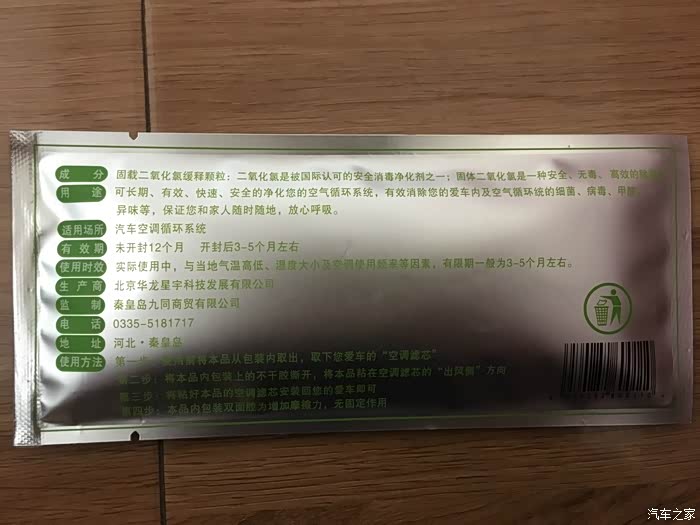 成 分 固载二氧化氯缓释颗粒：二氧化氯是被国际认可的安全消毒净化剂之一；固体二氧化氯是一种安全、无毒、高效的
用 途 可长期、有效、快速、安全的净化您的空气循环系统，有效消除您的爱车内及空气循环统的细菌、病毒、甲醛、
异味等，保证您和家人随时随地，放心呼吸。
适用场所 汽车空调循环系统
有 效 期 未开封12个月 开封后3-5个月左右
使用时效 实际使用中，与当地气温高低、湿度大小及空调使用频率等因素，有限期一般为3-5个月左右。
生 产 商 北京华龙星宇科技发展有限公司
监 制 秦皇岛九同商贸有限公司
电 话 0335-5181717
地 址 河北·秦皇岛
使用方法 第一步：使用前将本品从包装内取出，取下您爱车的“空调滤芯”
第二步：将本品内包装上的不干胶撕开，将本品粘在空调滤芯的“出风侧”方向
第三步：将粘好本品的空调滤芯安装回您的爱车即可
第四步：本品内包装双面胶为增加摩擦力，无固定作用
汽车之家